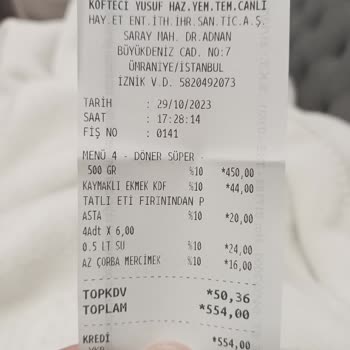 KÖFTECİ YUSUF HAZ.YEM.TEM.CANLI
HAY.ET ENT.İTH.İHR.SAN.TİC.A.Ş.
SARAY MAH. DR.ADNAN
BÜYÜKDENİZ CAD. NO:7
ÜMRANİYE/İSTANBUL
İZNİK V.D. 5820492073
TARİH : 29/10/2023
SAAT : 17:28:14
FİŞ NO : 0141
MENÜ 4 - DÖNER SÜPER -
500 GR %10 *450,00
KAYMAKLI EKMEK KDF %10 *44,00
TATLI ETİ FIRININDAN P
ASTA %10 *20,00
4Adt X 6,00
0.5 LT SU %10 *24,00
AZ ÇORBA MERCİMEK %10 *16,00
TOPKDV *50,36
TOPLAM *554,00
KREDİ *554,00